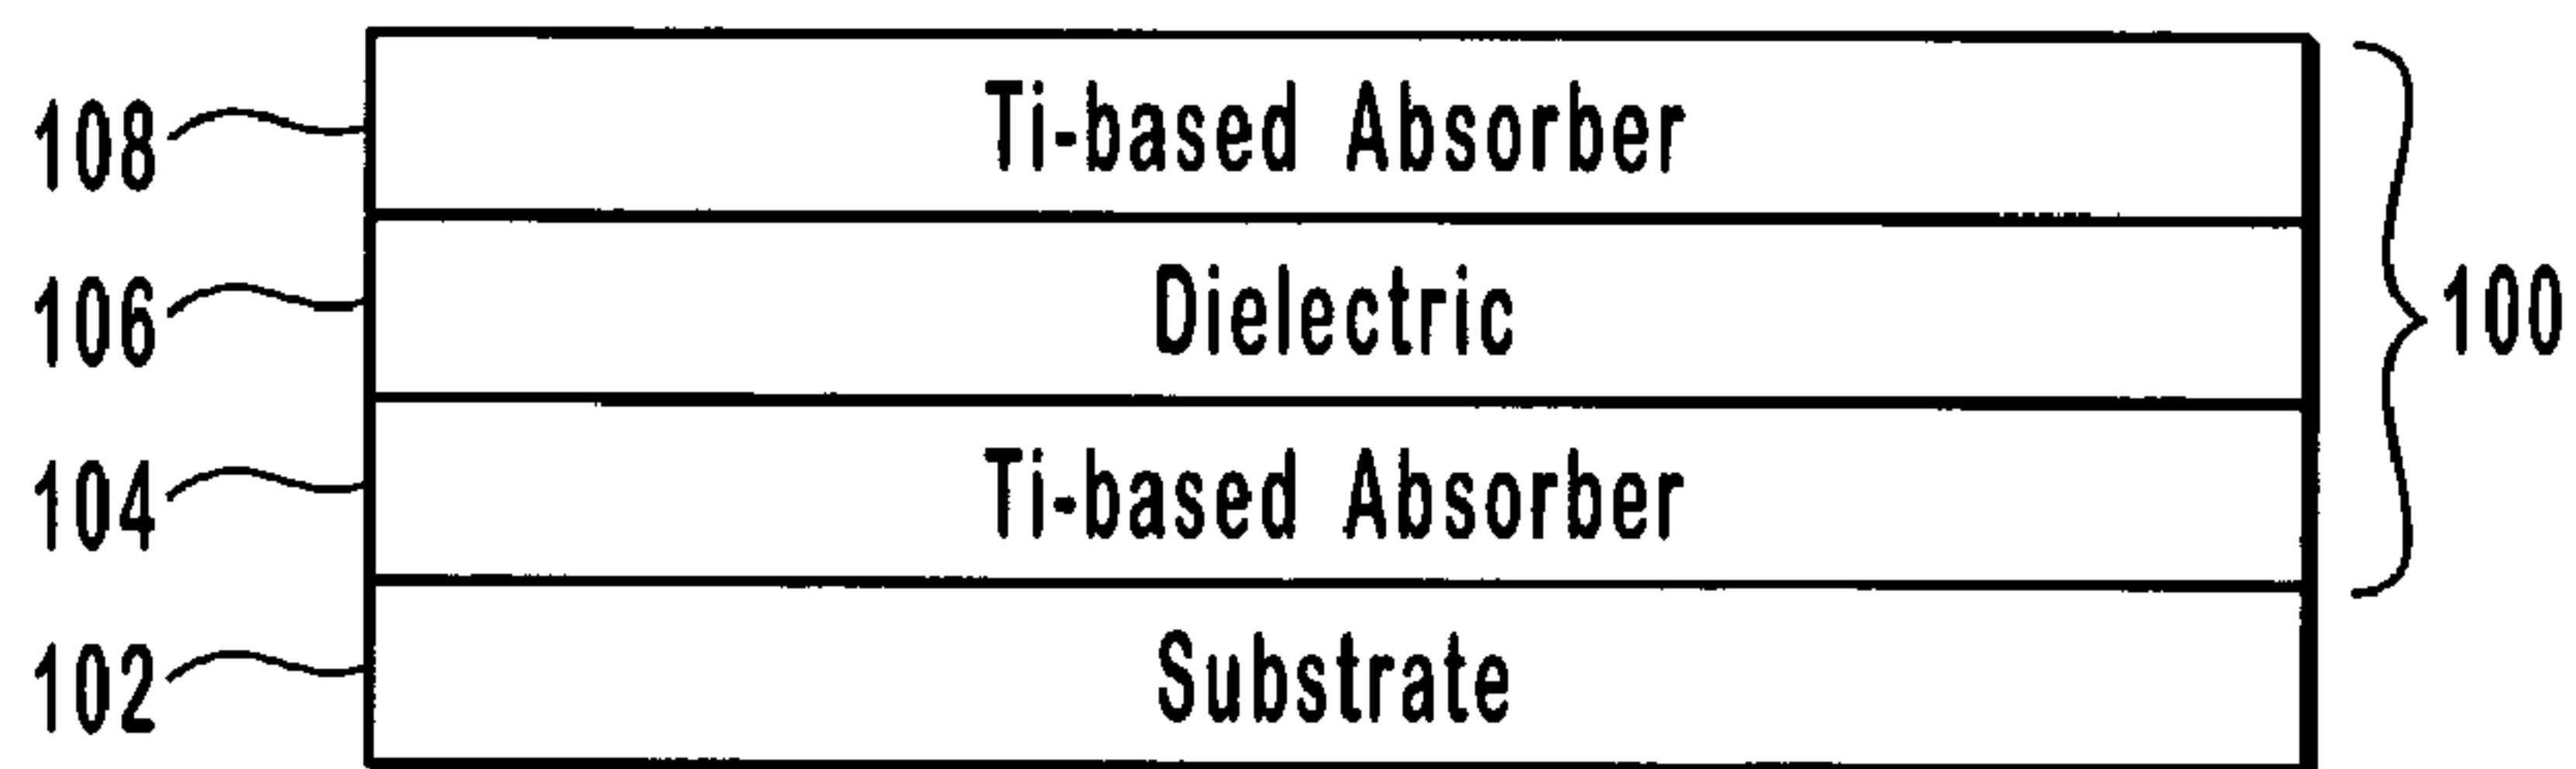 108 Ti-based Absorber
106 Dielectric 100
104 Ti-based Absorber
102 Substrate